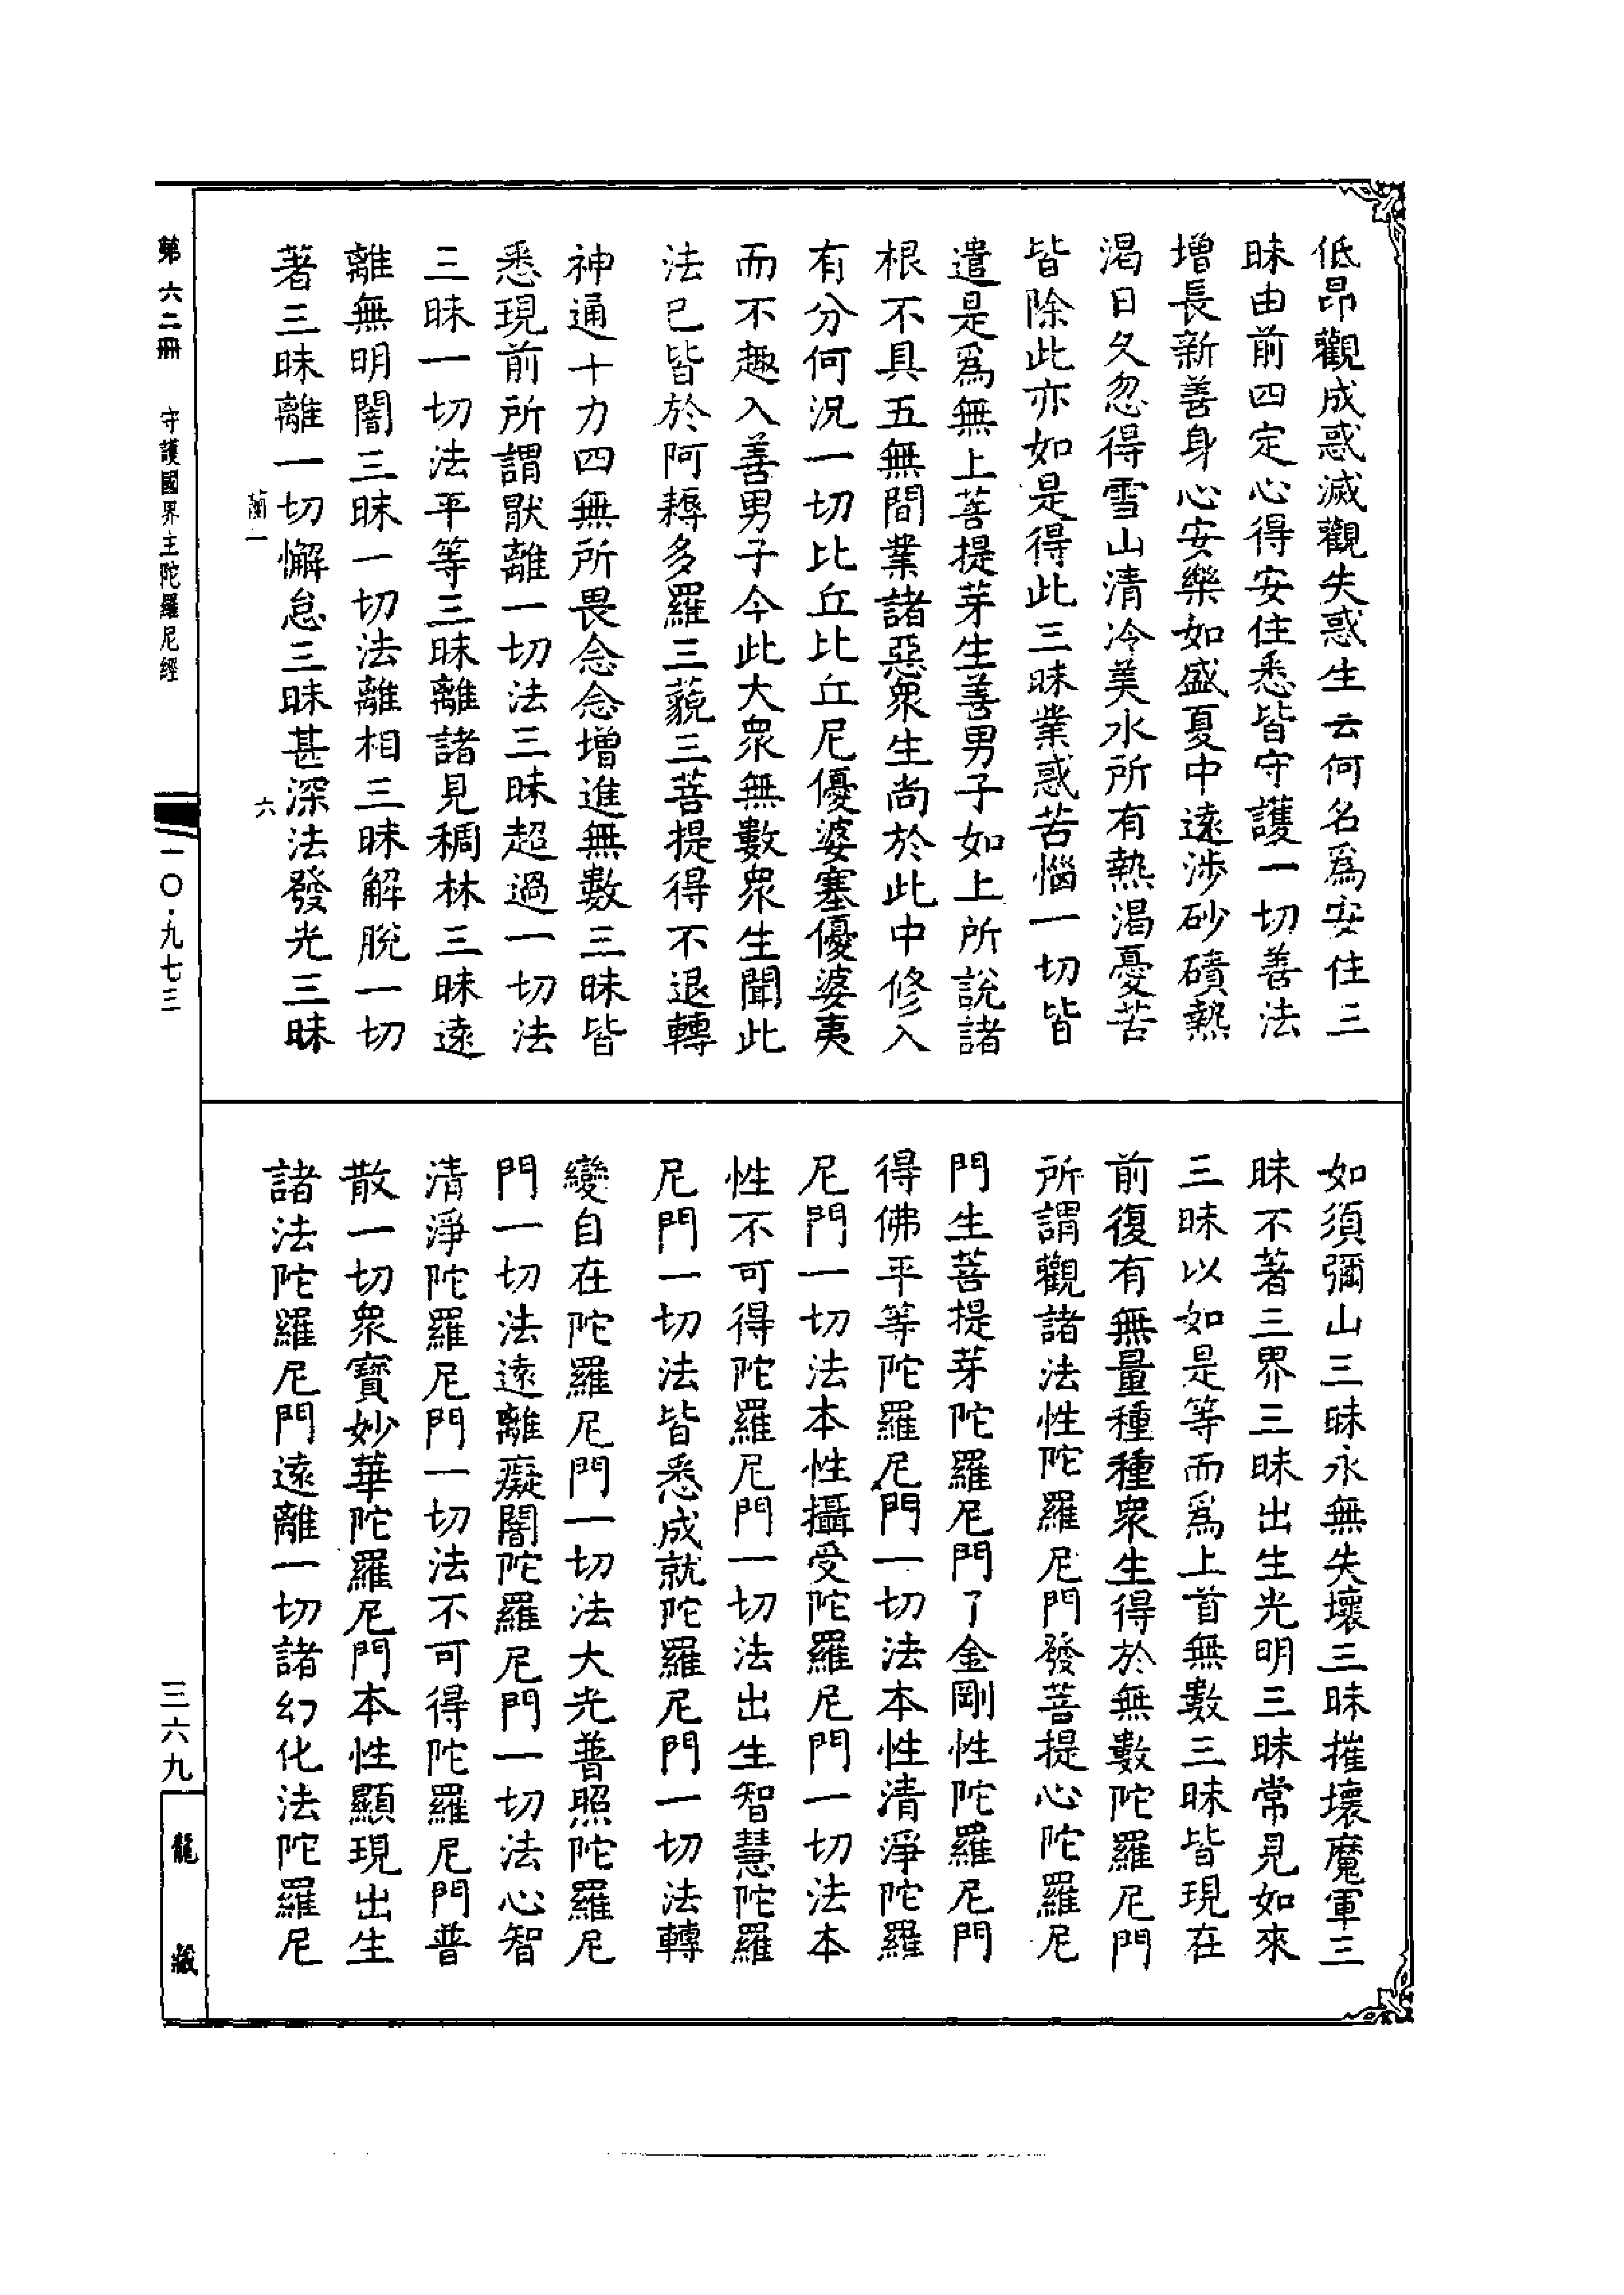 低昂觀成惑滅觀失惑生云何名爲安住三
昧由前四定心得安住悉皆守護一切善法
增長新善身心安樂如盛夏中遠涉砂磧熱
渴日久忽得雪山清冷美水所有熱渴憂苦
皆除此亦如是得此三昧業惑苦惱一切皆
遣是爲無上菩提芽生善男子如上所說諸
根不具五無間業諸惡衆生尚於此中修入
有分何況一切比丘比丘尼優婆塞優婆夷
而不趣入善男子今此大衆無數衆生聞此
法已皆於阿耨多羅三藐三菩提得不退轉
神通十力四無所畏念念增進無數三昧皆
悉現前所謂猒離一切法三昧超過一切法
三昧一切法平等三昧離諸見稠林三昧遠
離無明闇三昧一切法離相三昧解脫一切
著三昧離一切懈怠三昧甚深法發光三昧
蘭一
六
如須彌山三昧永無失壞三昧摧壞魔軍三
昧不著三界三昧出生光明三昧常見如來
三昧以如是等而爲上首無數三昧皆現在
前復有無量種種衆生得於無數陀羅尼門
所謂觀諸法性陀羅尼門發菩提心陀羅尼
門生菩提芽陀羅尼門了金剛性陀羅尼門
得佛平等陀羅尼門一切法本性清淨陀羅
尼門一切法本性攝受陀羅尼門一切法本
性不可得陀羅尼門一切法出生智慧陀羅
尼門一切法皆悉成就陀羅尼門一切法轉
變自在陀羅尼門一切法大光普照陀羅尼
門一切法遠離癡闇陀羅尼門一切法心智
清淨陀羅尼門一切法不可得陀羅尼門普
散一切衆寶妙華陀羅尼門本性顯現出生
諸法陀羅尼門遠離一切諸幻化法陀羅尼
第六二冊 守護國界主陀羅尼經
一〇·九七三
三六九
龍藏